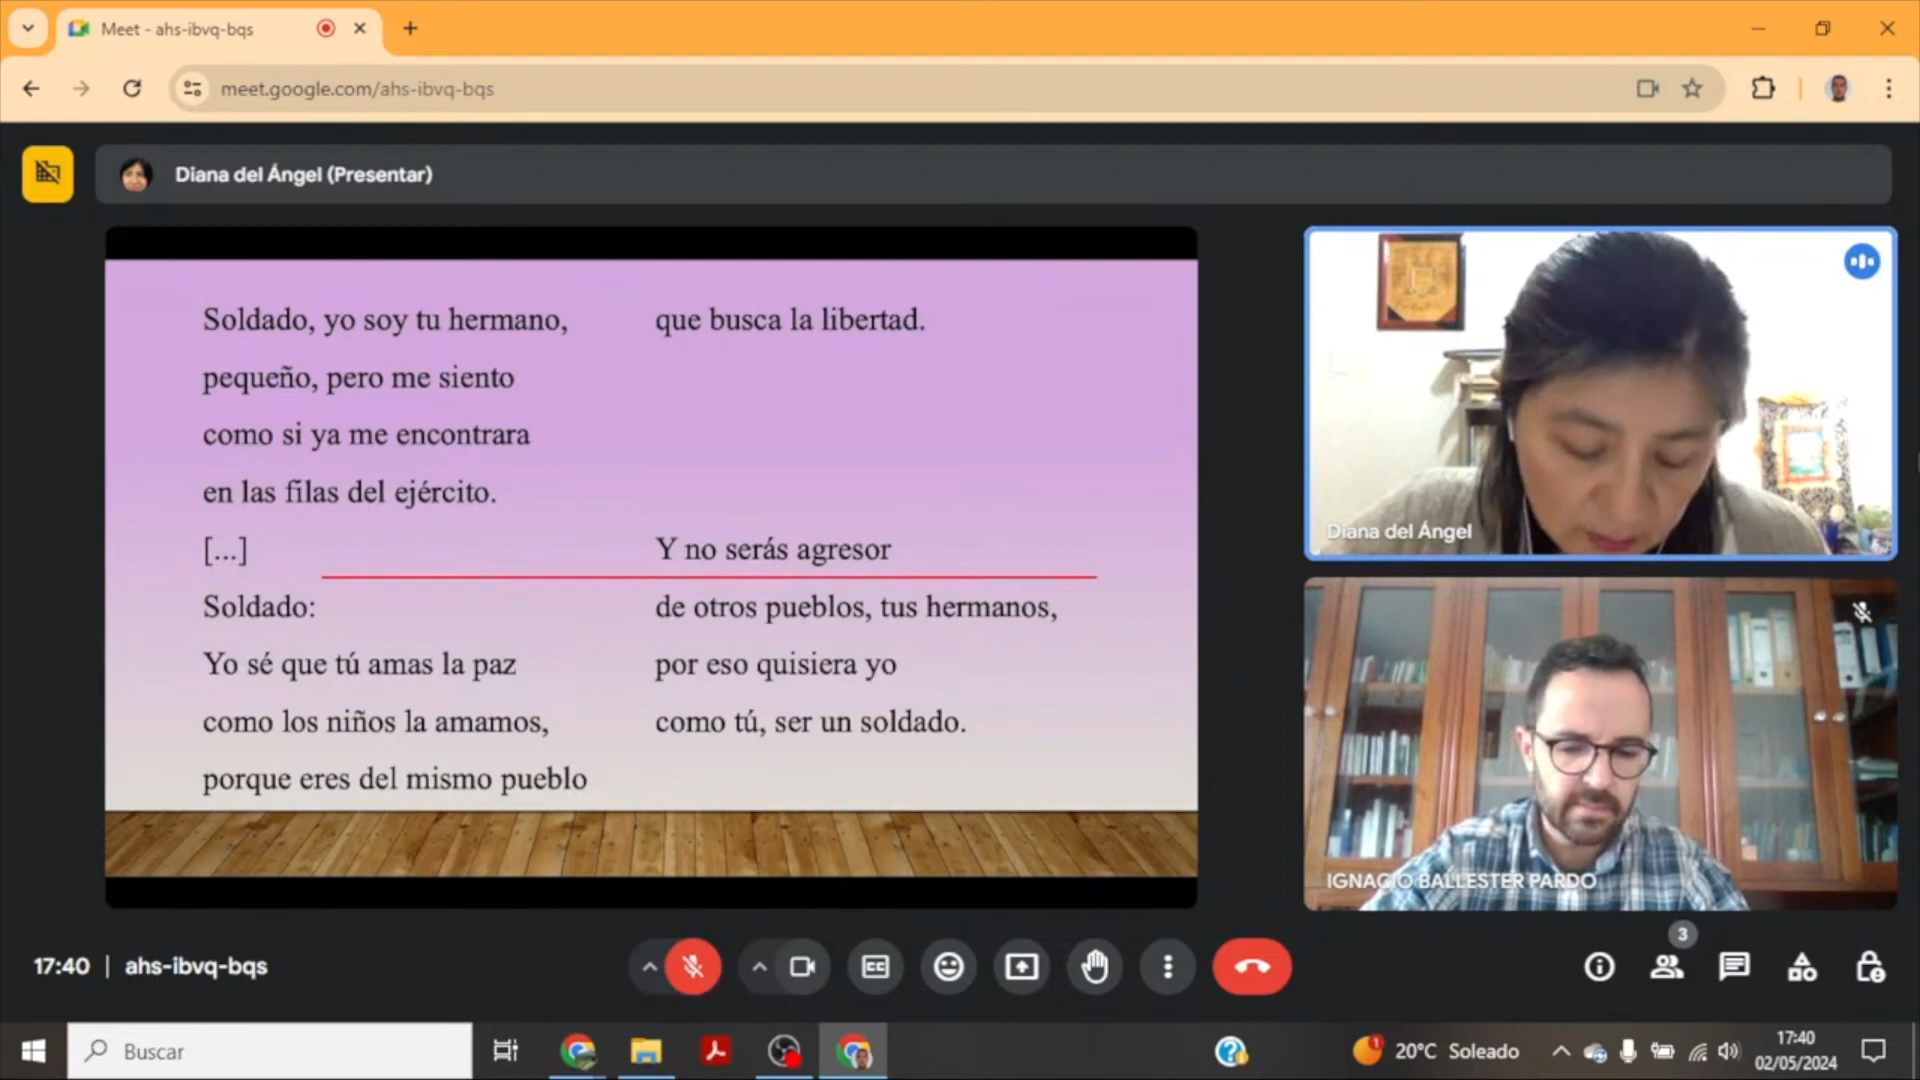 Meet - ahs-ibvq-bqs
meet.google.com/ahs-ibvq-bqs
Diana del Ángel (Presentar)
Soldado, yo soy tu hermano,
pequeño, pero me siento
como si ya me encontrara
en las filas del ejército.
[...]
Soldado:
Yo sé que tú amas la paz
como los niños la amamos,
porque eres del mismo pueblo
que busca la libertad.
Y no serás agresor
de otros pueblos, tus hermanos,
por eso quisiera yo
como tú, ser un soldado.
Diana del Ángel
IGNACIO BALLESTER PARDO
17:40 | ahs-ibvq-bqs
CC
3
Buscar
1
20°C Soleado
17:40
02/05/2024